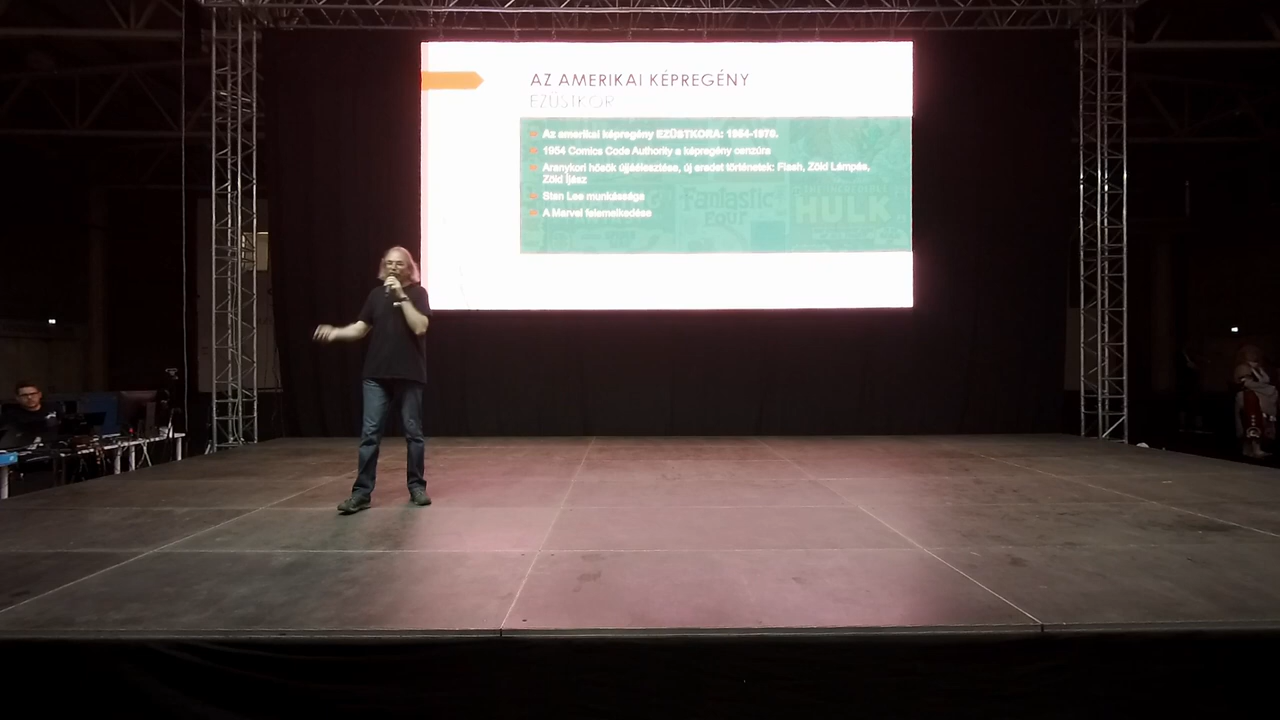 AZ AMERIKAI KÉPREGÉNY
EZÜSTKOR
Az amerikai képregény EZÜSTKORA: 1954-1970.
1954 Comics Code Authority a képregény cenzúra
Aranykori hősök újjáélesztése, új eredet történetek: Flash, Zöld Lámpás,
Zöld Íjász
Stan Lee munkássága
A Marvel felemelkedése
Fantastic
FOUR
HULK